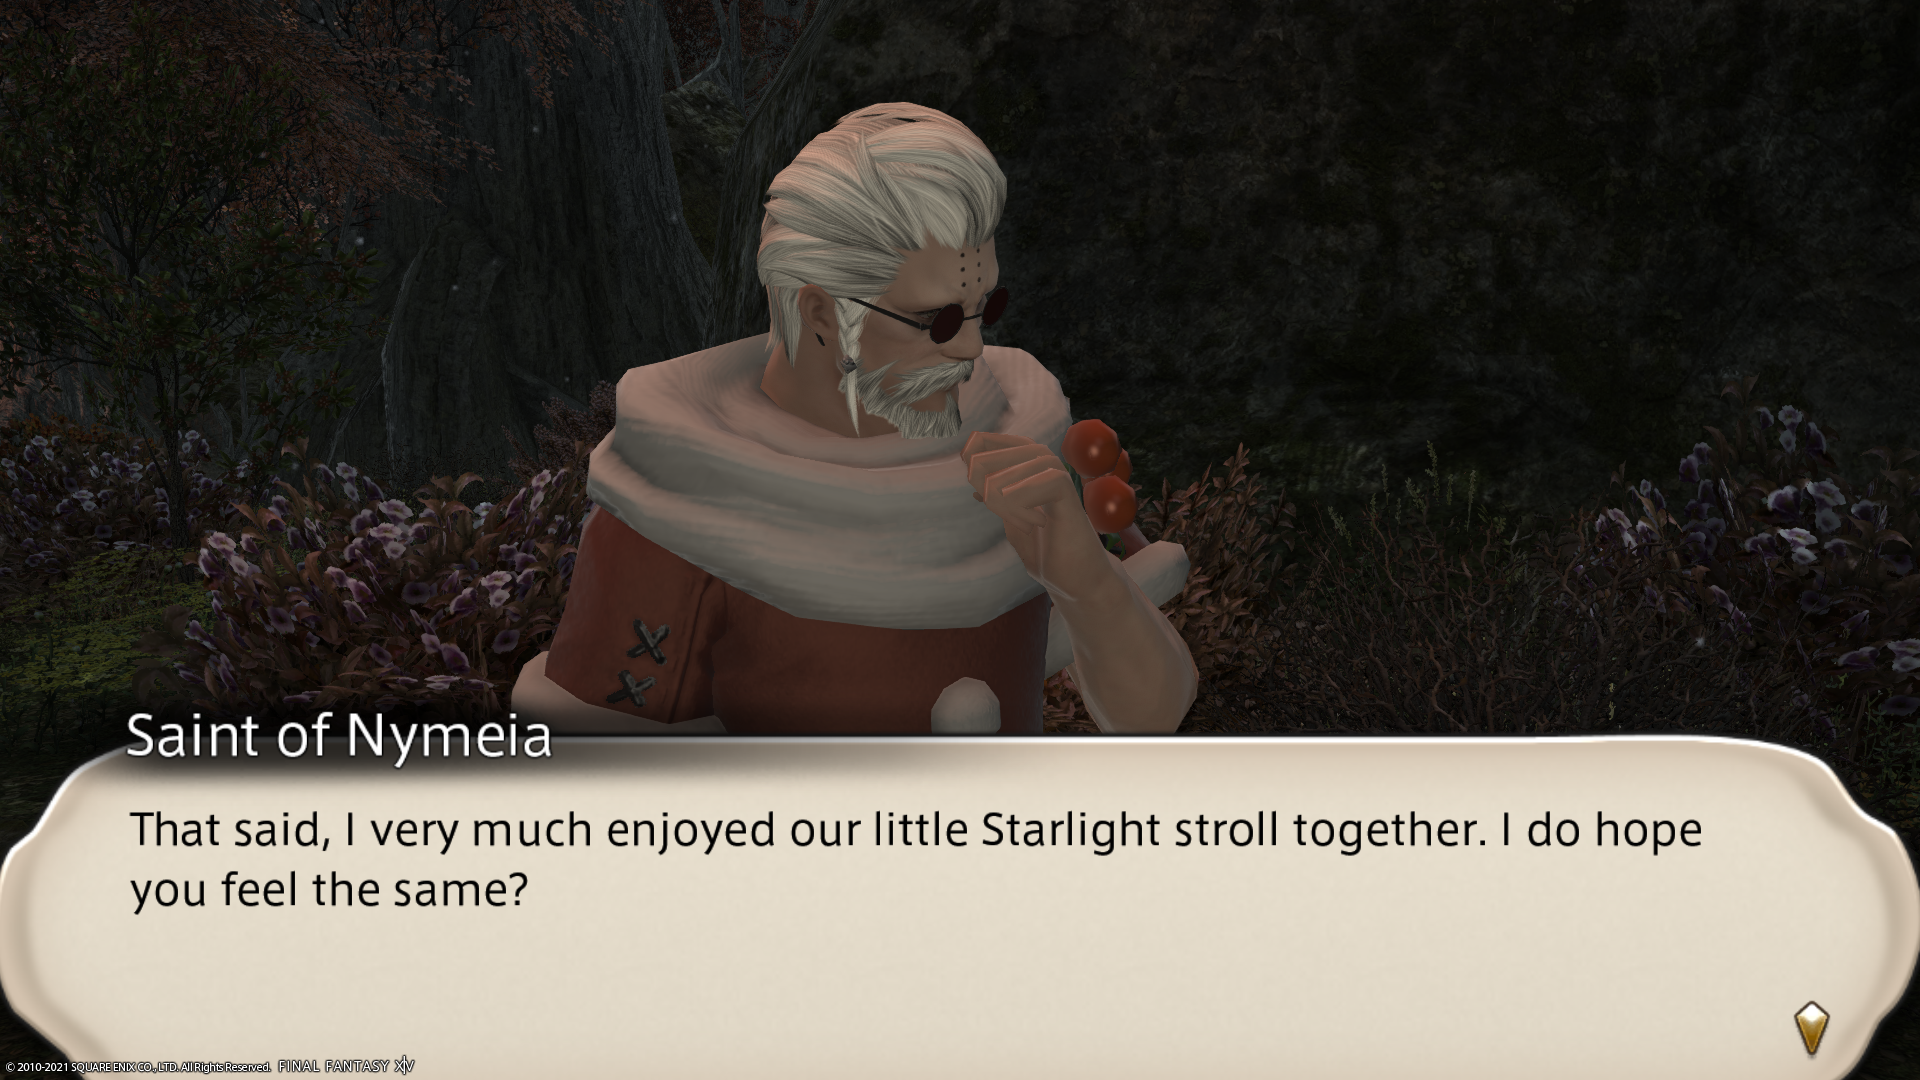 Saint of Nymeia
That said, I very much enjoyed our little Starlight stroll together. I do hope
you feel the same?
© 2010-2021 SQUARE ENIX CO., LTD. All Rights Reserved. FINAL FANTASY XIV